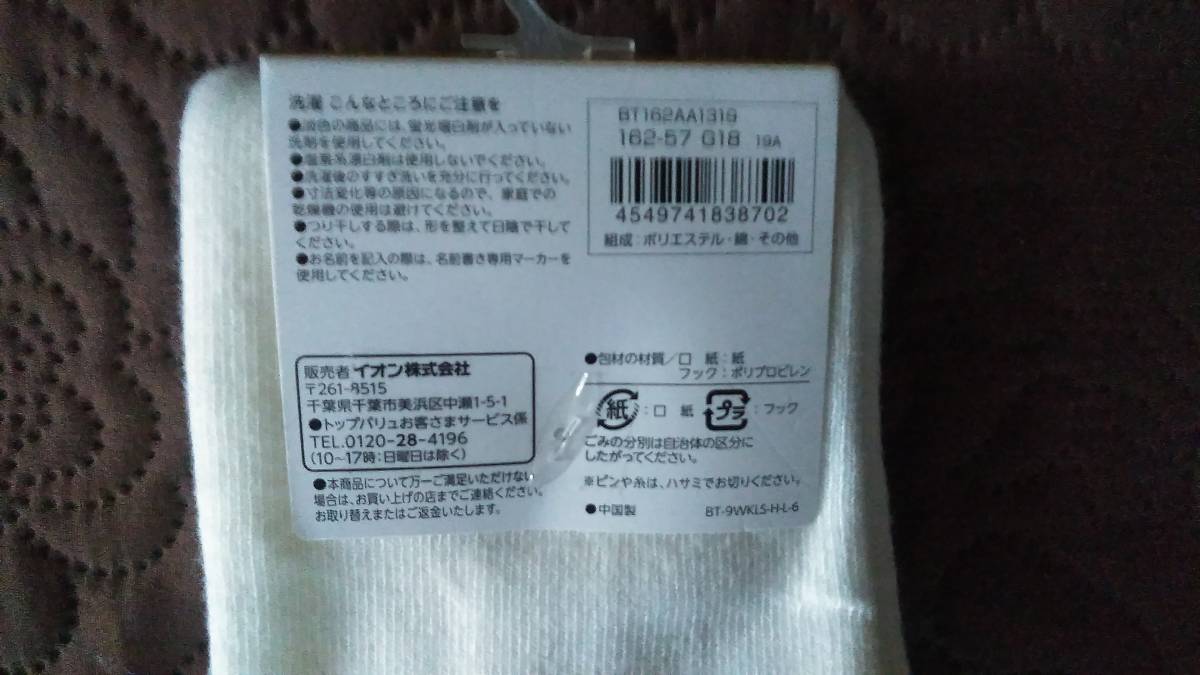 洗濯 こんなところにご注意を
●淡色の商品には、蛍光増白剤が入っていない
洗剤を使用してください。
●塩素系漂白剤は使用しないでください。
●洗濯後のすすぎ洗いを充分に行ってください。
●寸法変化等の原因になるので、家庭での
乾燥機の使用は避けてください。
●つり干しする際は、形を整えて日陰で干して
ください。
●お名前を記入の際は、名前書き専用マーカーを
使用してください。
BT162AA1319
162-57 G18 19A
4549741838702
組成:ポリエステル・綿・その他
販売者 イオン株式会社
〒261-8515
千葉県千葉市美浜区中瀬1-5-1
●トップバリュお客さまサービス係
TEL.0120-28-4196
(10~17時:日曜日は除く)
●本商品について万一ご満足いただけない
場合は、お買い上げの店までご連絡ください。
お取り替えまたはご返金いたします。
●包材の材質/口 紙:紙
フック:ポリプロピレン
紙:口 紙 プラ:フック
ごみの分別は自治体の区分に
したがってください。
※ピンや糸は、ハサミでお切りください。
●中国製 BT-9WKLS-H-L-6